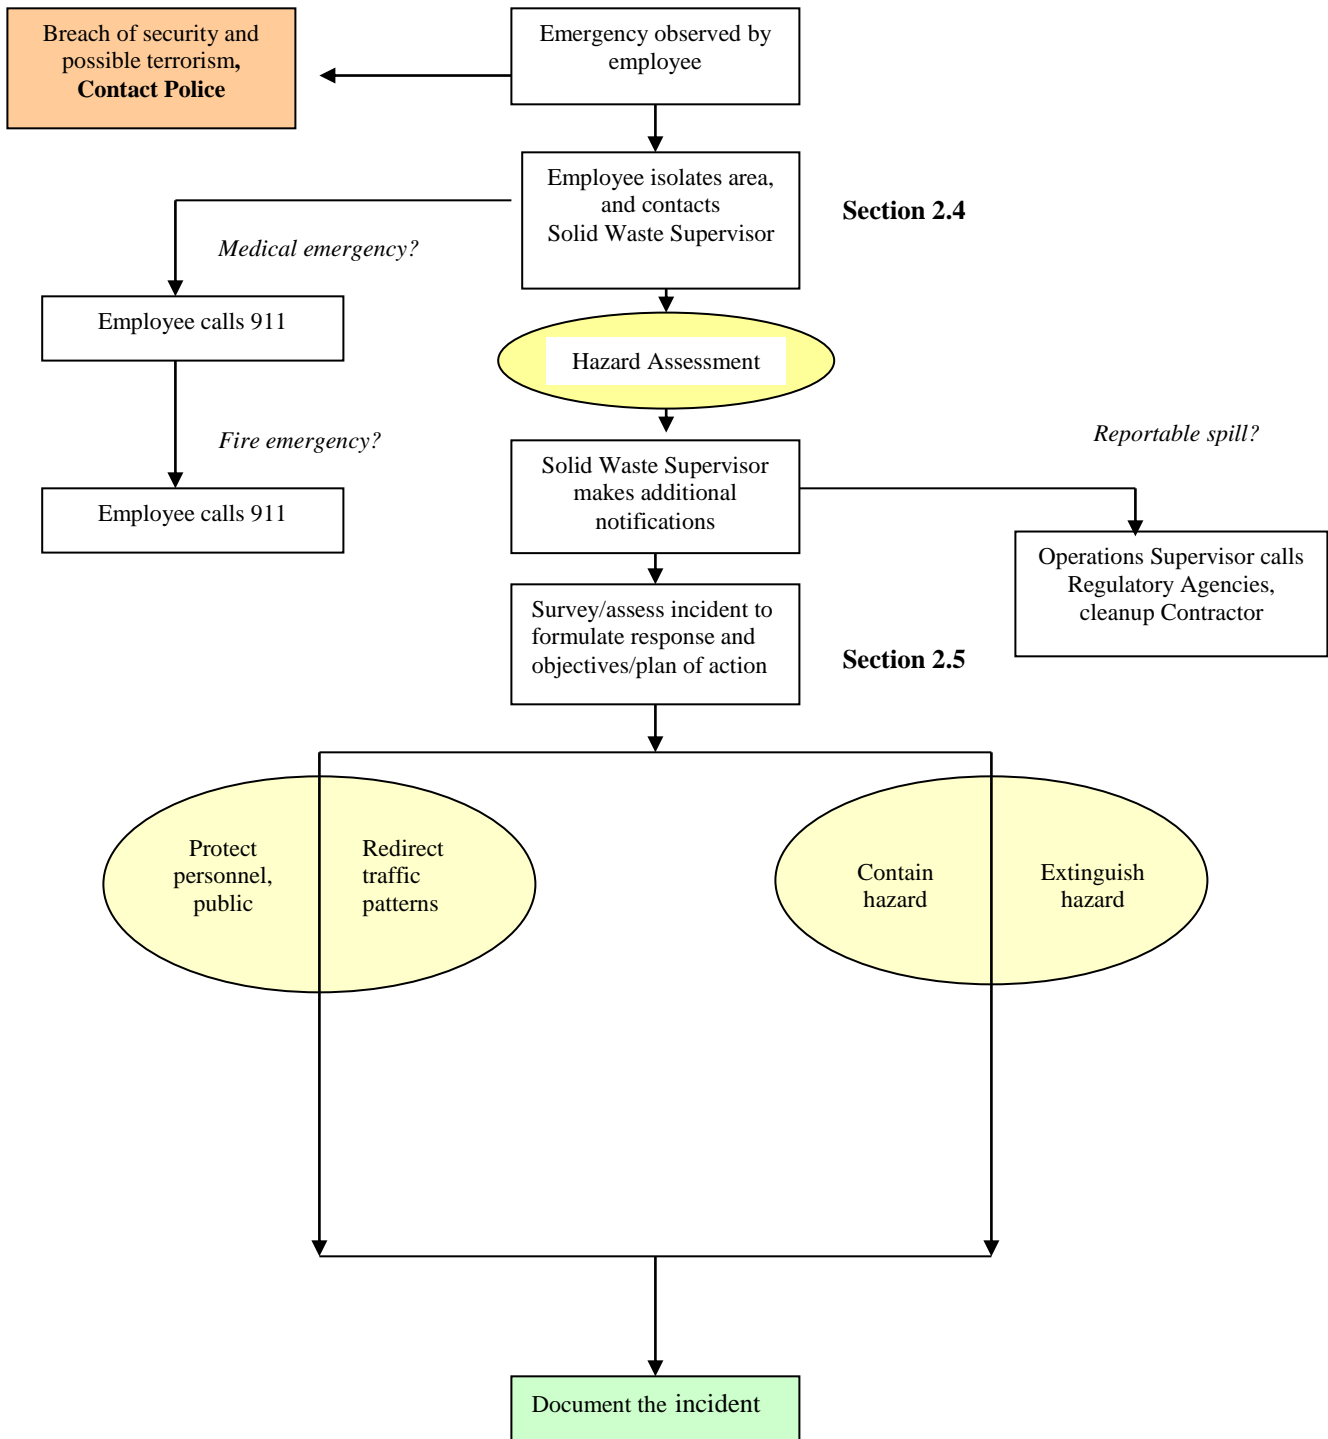 Breach of security and
possible terrorism,
Contact Police
Emergency observed by
employee
Employee isolates area,
and contacts
Solid Waste Supervisor
Section 2.4
Medical emergency?
Employee calls 911
Hazard Assessment
Fire emergency?
Reportable spill?
Solid Waste Supervisor
makes additional
notifications
Employee calls 911
Operations Supervisor calls
Regulatory Agencies,
cleanup Contractor
Survey/assess incident to
formulate response and
objectives/plan of action
Section 2.5
Protect
personnel,
public
Redirect
traffic
patterns
Contain
hazard
Extinguish
hazard
Document the incident